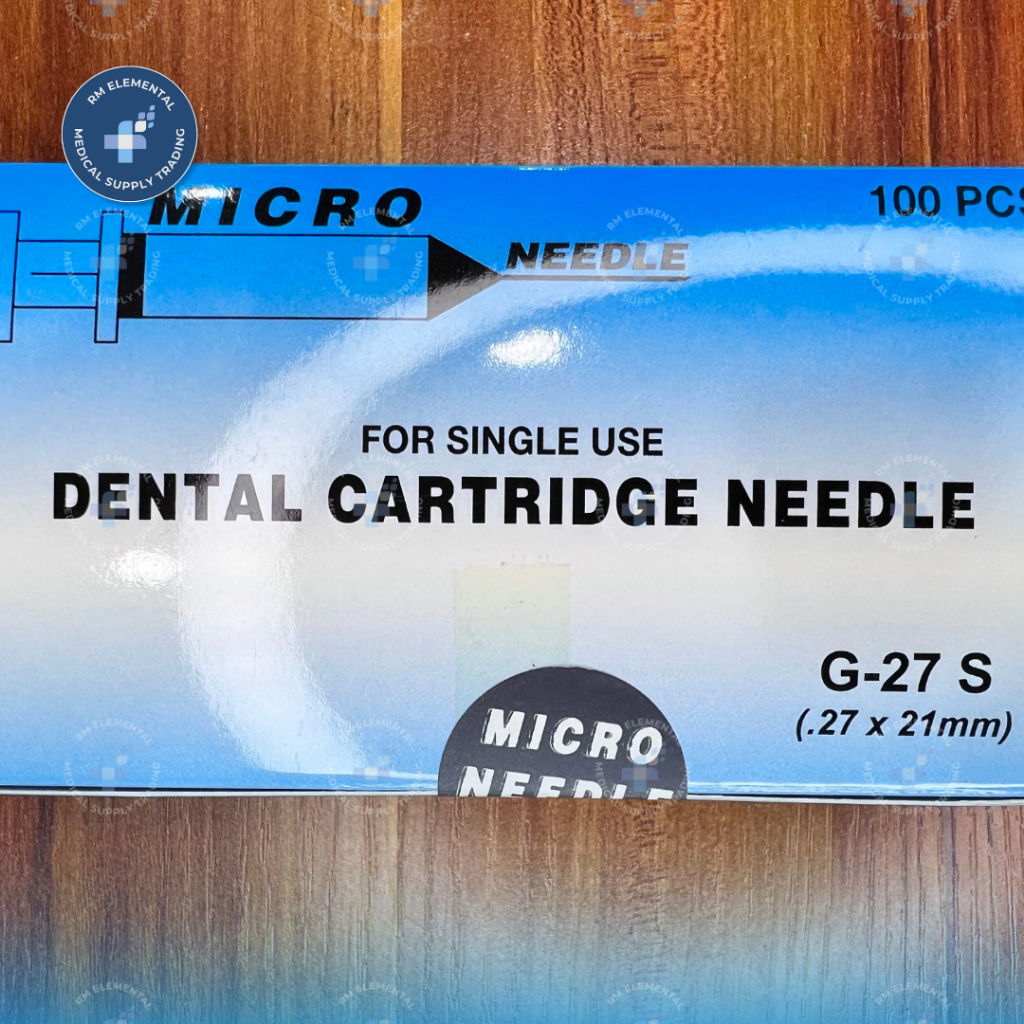 RM ELEMENTAL
MEDICAL SUPPLY TRADING
MICRO
NEEDLE
100 PCS
FOR SINGLE USE
DENTAL CARTRIDGE NEEDLE
G-27 S
(.27 x 21mm)
MICRO
NEEDLE